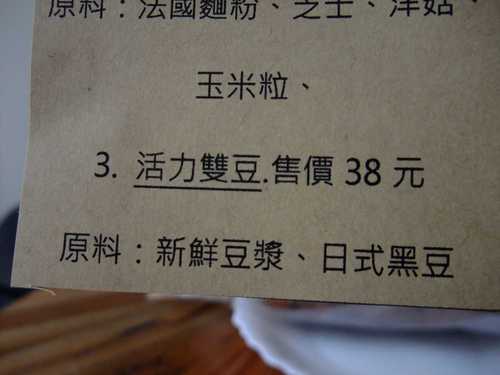 原料：法國麵粉、芝士、洋菇、
玉米粒、
3. 活力雙豆.售價 38 元
原料：新鮮豆漿、日式黑豆